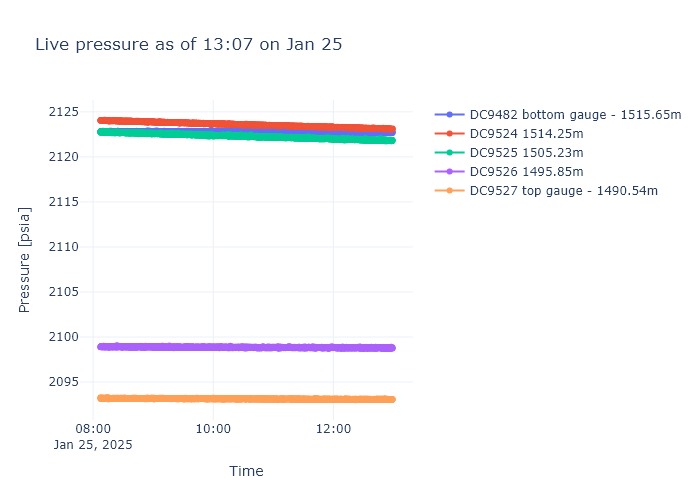 Live pressure as of 13:07 on Jan 25
Pressure [psia]
2125
2120
2115
2110
2105
2100
2095
08:00
Jan 25, 2025
10:00
12:00
Time
DC9482 bottom gauge - 1515.65m
DC9524 1514.25m
DC9525 1505.23m
DC9526 1495.85m
DC9527 top gauge - 1490.54m